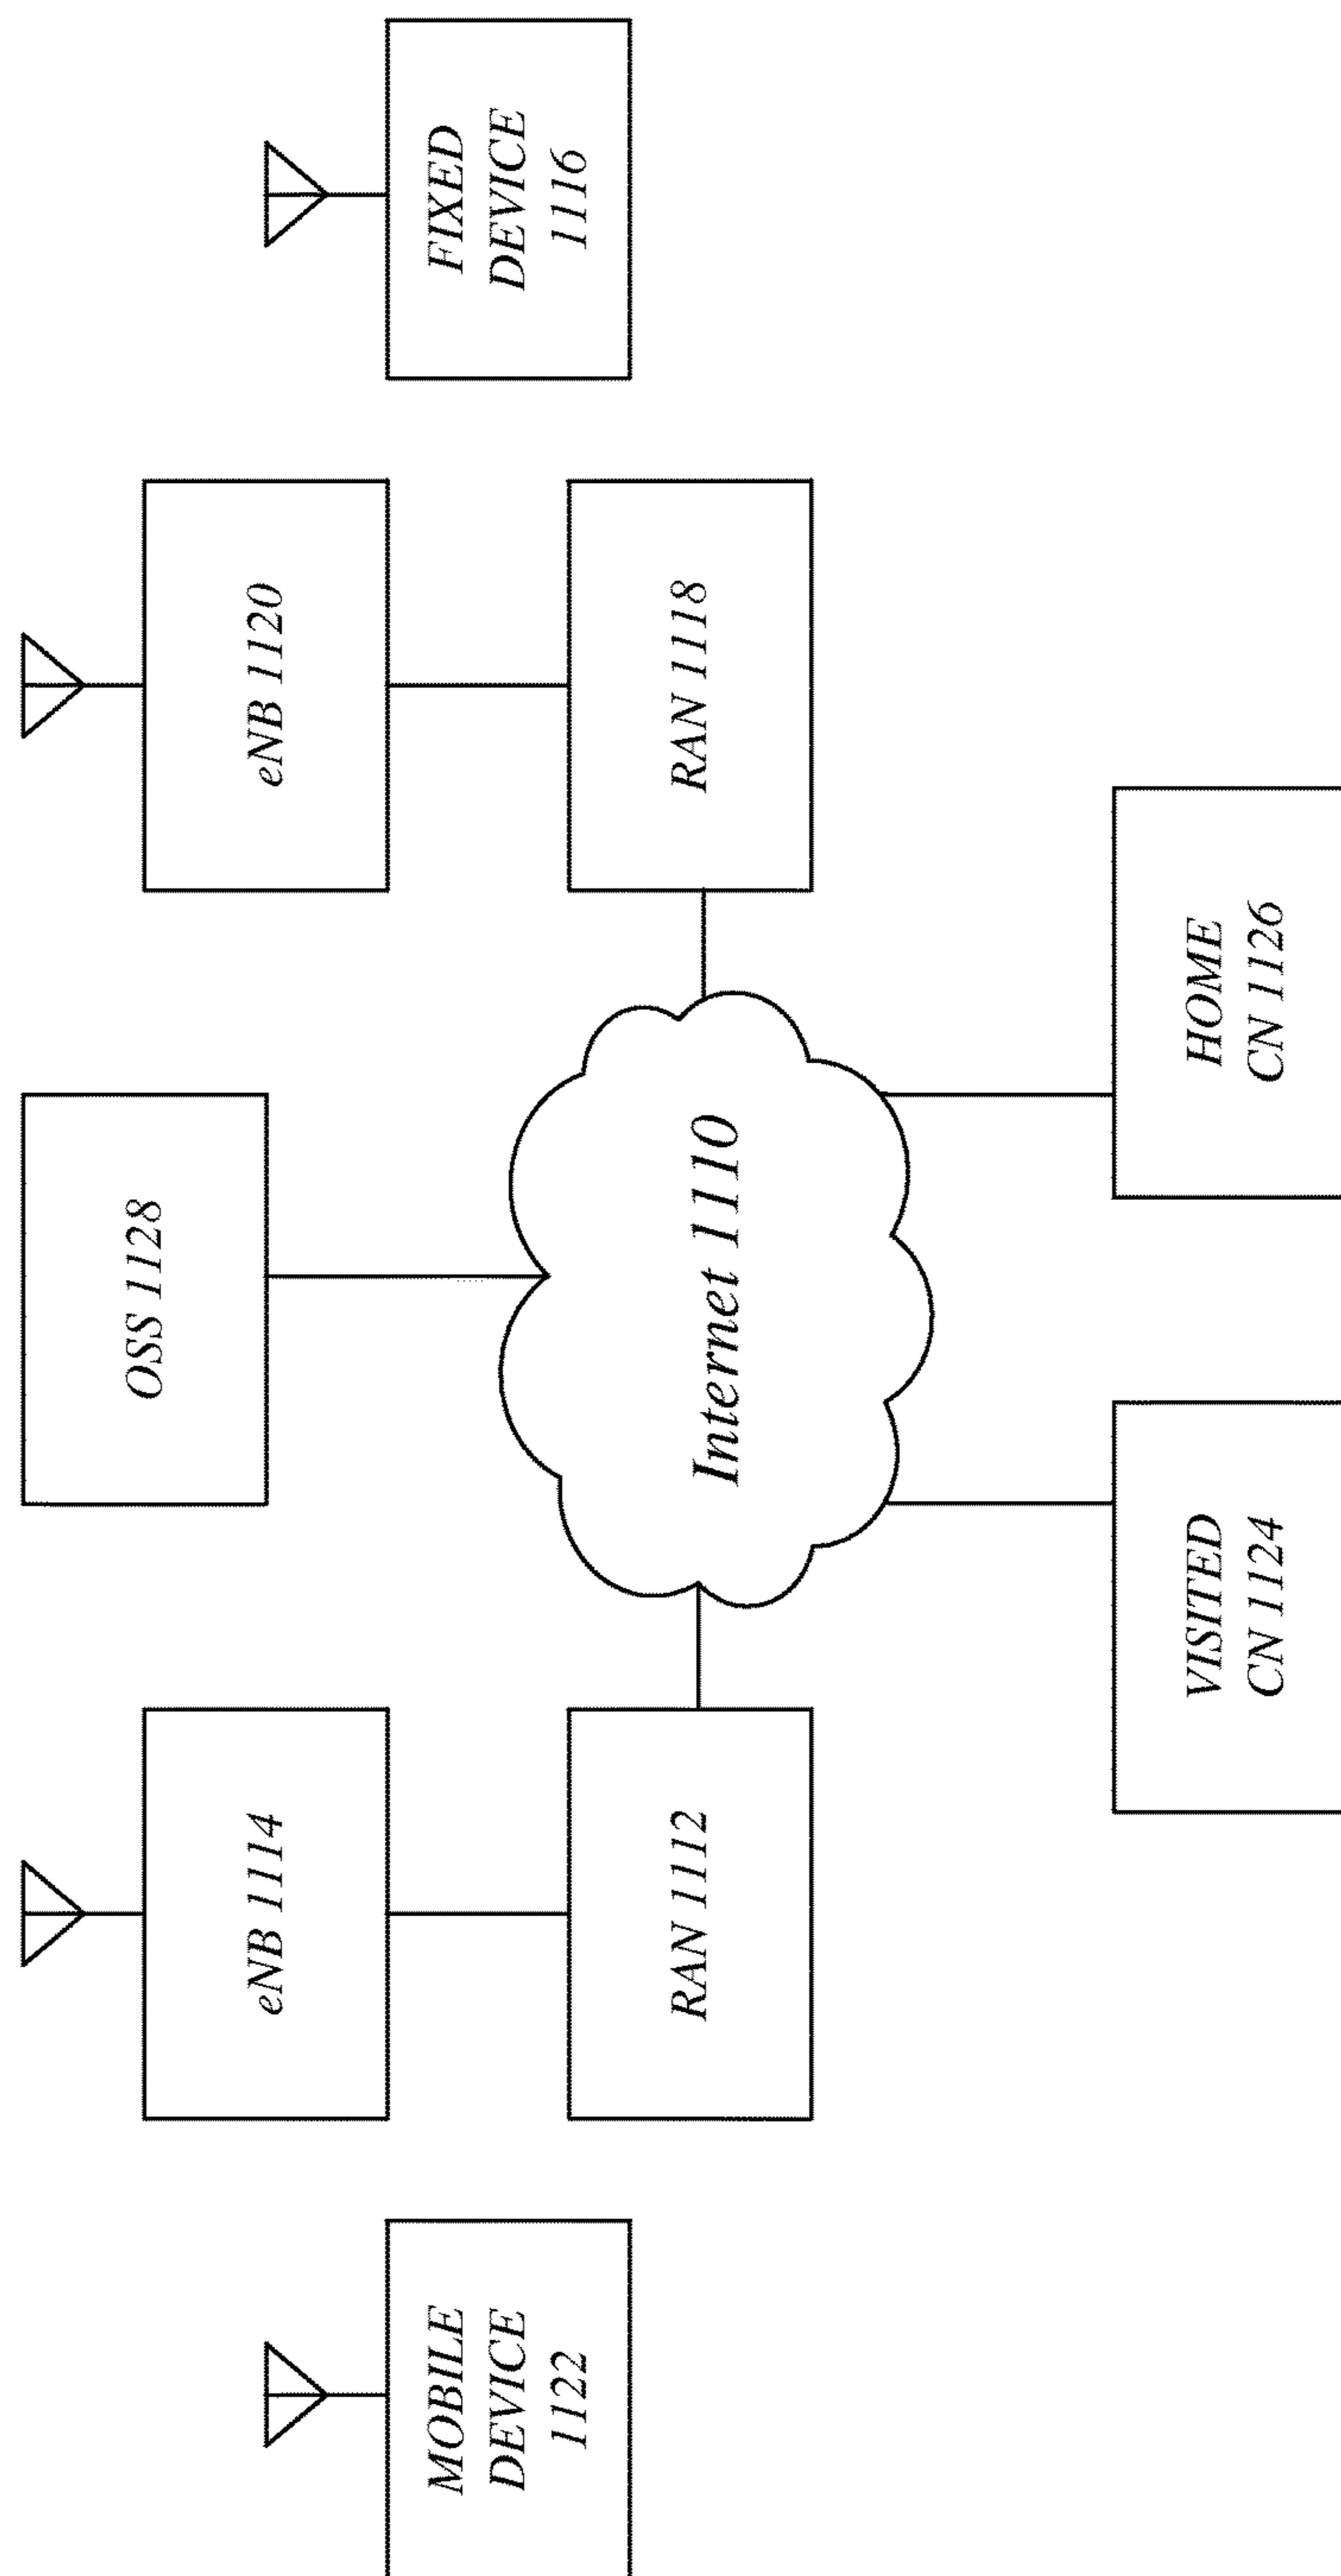 OSS 1128
eNB 1114
eNB 1120
MOBILE
DEVICE
1122
FIXED
DEVICE
1116
RAN 1112
Internet 1110
RAN 1118
VISITED
CN 1124
HOME
CN 1126